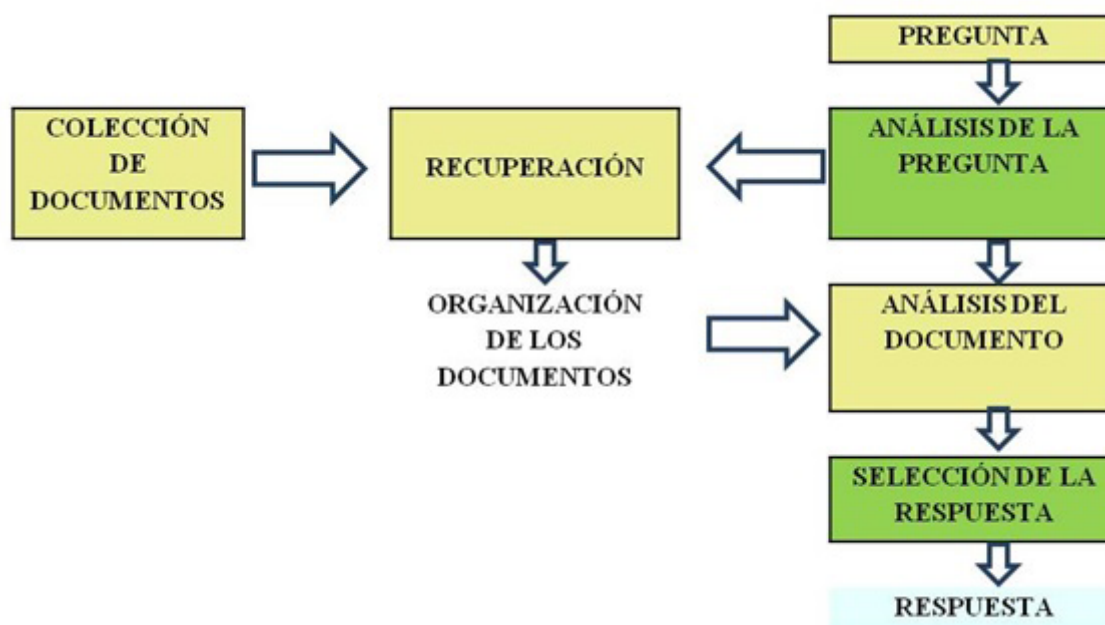 PREGUNTA
COLECCIÓN
DE
DOCUMENTOS
RECUPERACIÓN
ANÁLISIS DE LA
PREGUNTA
ORGANIZACIÓN
DE LOS
DOCUMENTOS
ANÁLISIS DEL
DOCUMENTO
SELECCIÓN DE LA
RESPUESTA
RESPUESTA